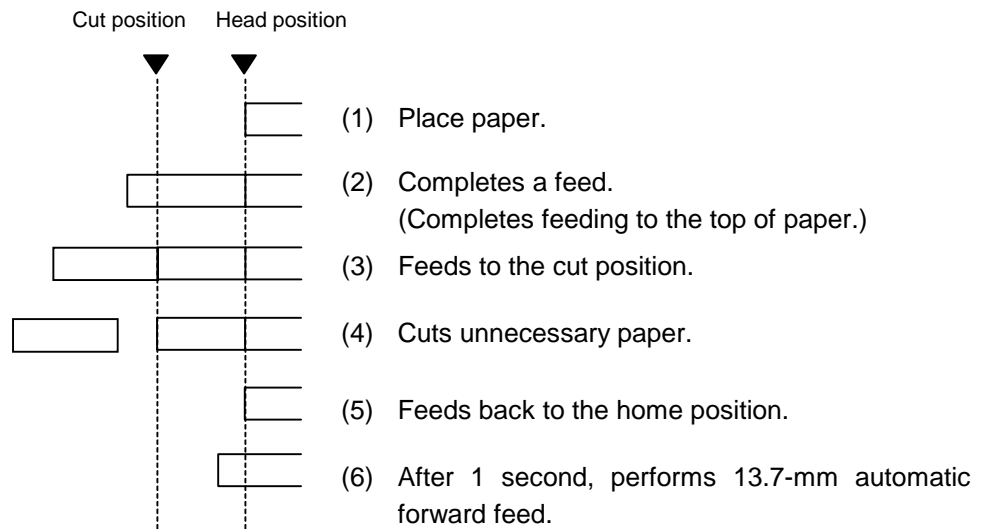 Cut position Head position
(1) Place paper.
(2) Completes a feed.
(Completes feeding to the top of paper.)
(3) Feeds to the cut position.
(4) Cuts unnecessary paper.
(5) Feeds back to the home position.
(6) After 1 second, performs 13.7-mm automatic
forward feed.